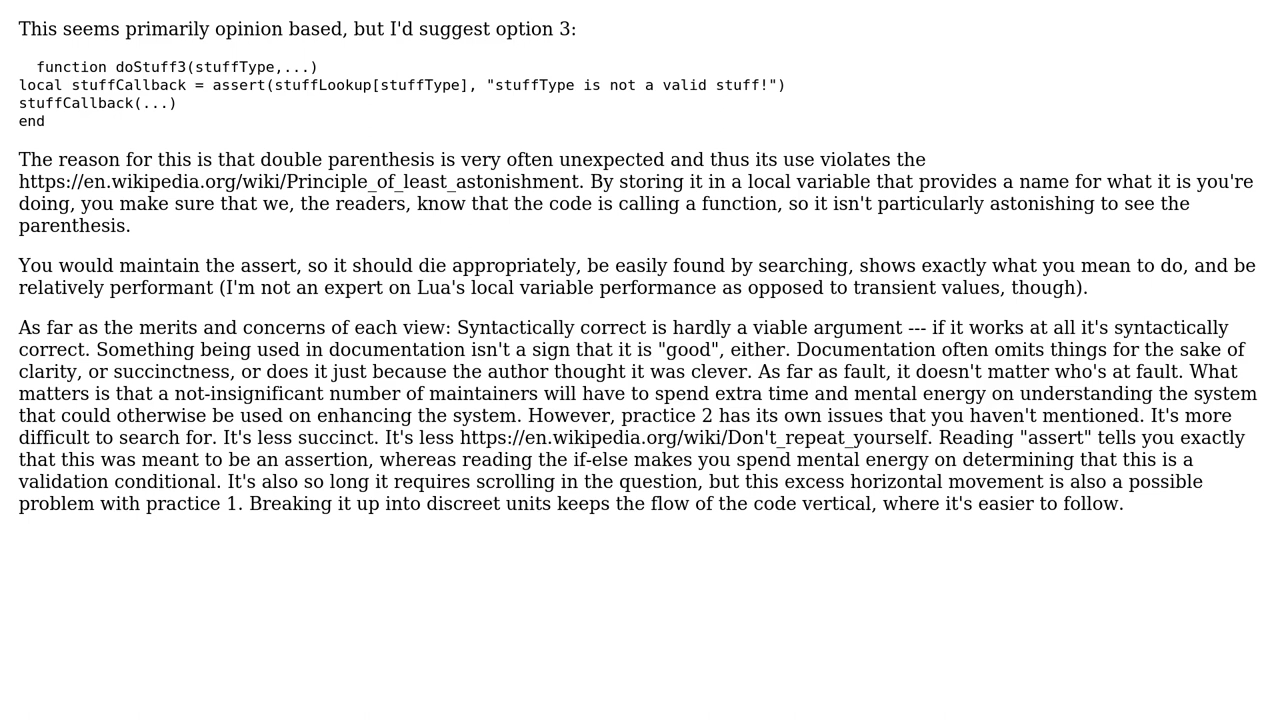 This seems primarily opinion based, but I'd suggest option 3:
function doStuff3(stuffType,...)
local stuffCallback = assert(stuffLookup[stuffType], "stuffType is not a valid stuff!")
stuffCallback(...)
end
The reason for this is that double parenthesis is very often unexpected and thus its use violates the
https://en.wikipedia.org/wiki/Principle_of_least_astonishment. By storing it in a local variable that provides a name for what it is you're
doing, you make sure that we, the readers, know that the code is calling a function, so it isn't particularly astonishing to see the
parenthesis.
You would maintain the assert, so it should die appropriately, be easily found by searching, shows exactly what you mean to do, and be
relatively performant (I'm not an expert on Lua's local variable performance as opposed to transient values, though).
As far as the merits and concerns of each view: Syntactically correct is hardly a viable argument --- if it works at all it's syntactically
correct. Something being used in documentation isn't a sign that it is "good", either. Documentation often omits things for the sake of
clarity, or succinctness, or does it just because the author thought it was clever. As far as fault, it doesn't matter who's at fault. What
matters is that a not-insignificant number of maintainers will have to spend extra time and mental energy on understanding the system
that could otherwise be used on enhancing the system. However, practice 2 has its own issues that you haven't mentioned. It's more
difficult to search for. It's less succinct. It's less https://en.wikipedia.org/wiki/Don't_repeat_yourself. Reading "assert" tells you exactly
that this was meant to be an assertion, whereas reading the if-else makes you spend mental energy on determining that this is a
validation conditional. It's also so long it requires scrolling in the question, but this excess horizontal movement is also a possible
problem with practice 1. Breaking it up into discreet units keeps the flow of the code vertical, where it's easier to follow.